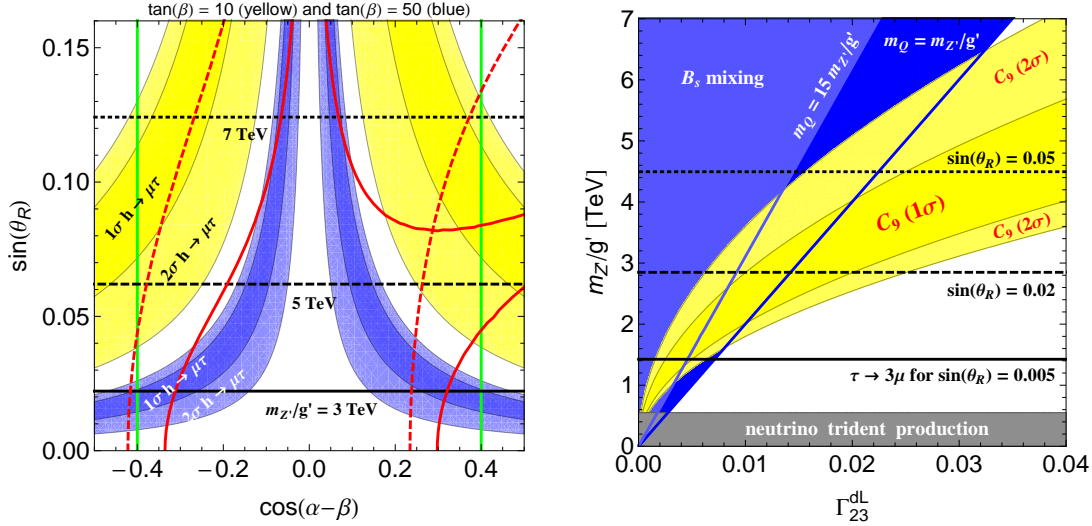 tan(β) = 10 (yellow) and tan(β) = 50 (blue)
0.15
0.10
0.05
0.00
sin(θR)
7 TeV
5 TeV
mZ'/g' = 3 TeV
1σ h → μτ
2σ h → μτ
1σ h → μτ
2σ h → μτ
−0.4
−0.2
0.0
0.2
0.4
cos(α−β)
7
6
5
4
3
2
1
0
mZ'/g' [TeV]
Bs mixing
mQ = 15 mZ'/g'
mQ = mZ'/g'
C9 (2σ)
sin(θR) = 0.05
C9 (1σ)
C9 (2σ)
sin(θR) = 0.02
τ → 3μ for sin(θR) = 0.005
neutrino trident production
0.00
0.01
0.02
0.03
0.04
Γ23dL